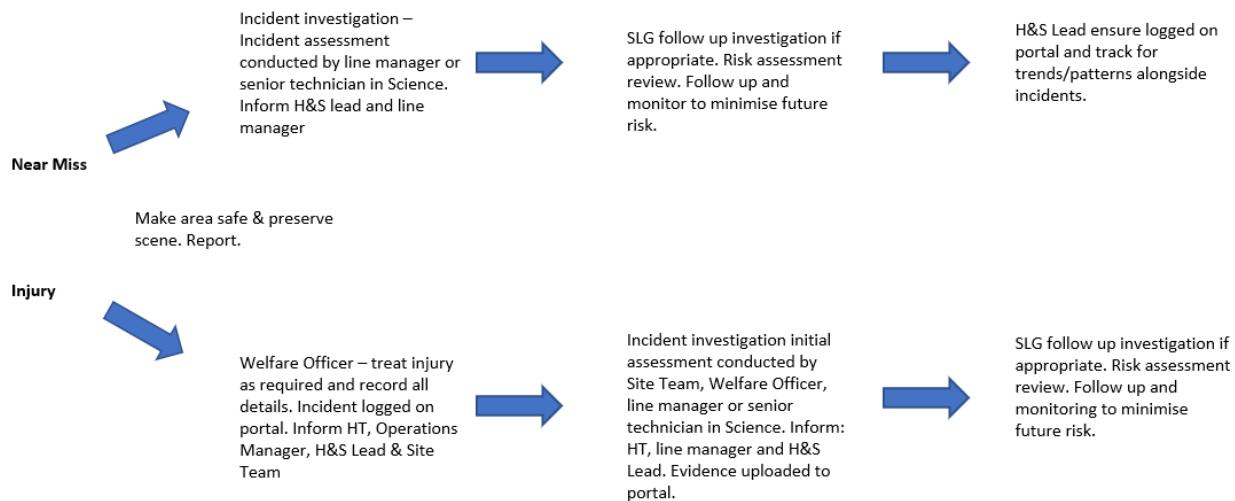 Incident investigation –
Incident assessment
conducted by line manager or
senior technician in Science.
Inform H&S lead and line
manager
SLG follow up investigation if
appropriate. Risk assessment
review. Follow up and
monitor to minimise future
risk.
H&S Lead ensure logged on
portal and track for
trends/patterns alongside
incidents.
Near Miss
Make area safe & preserve
scene. Report.
Injury
Welfare Officer – treat injury
as required and record all
details. Incident logged on
portal. Inform HT, Operations
Manager, H&S Lead & Site
Team
Incident investigation initial
assessment conducted by
Site Team, Welfare Officer,
line manager or senior
technician in Science. Inform:
HT, line manager and H&S
Lead. Evidence uploaded to
portal.
SLG follow up investigation if
appropriate. Risk assessment
review. Follow up and
monitoring to minimise
future risk.